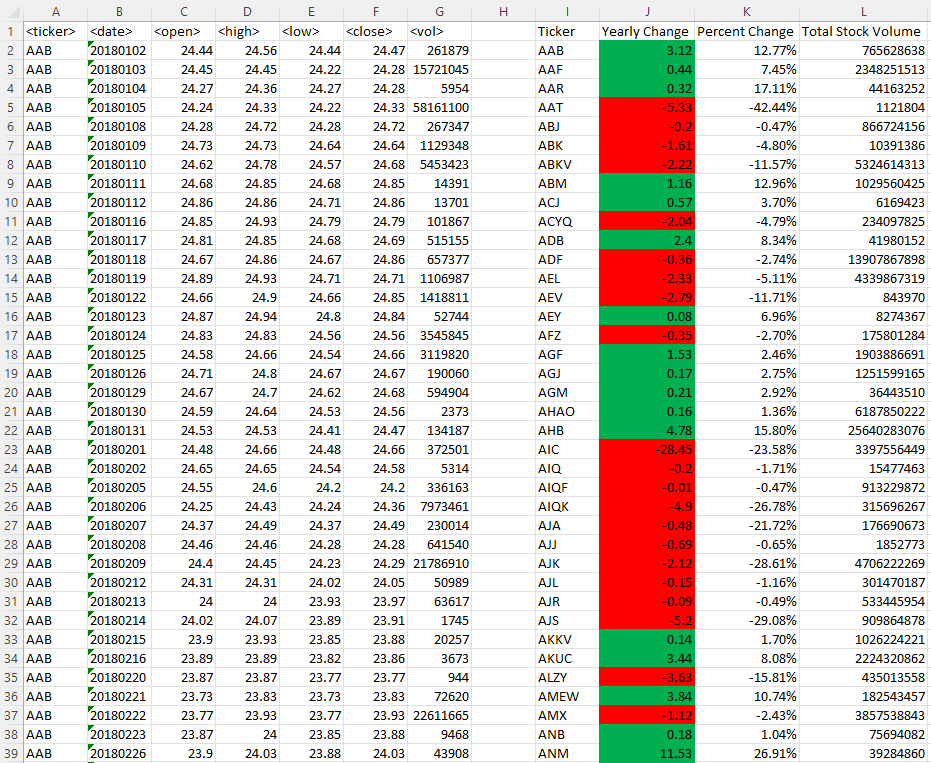 A B C D E F G H I J K L
1 <ticker> <date> <open> <high> <low> <close> <vol> Ticker Yearly Change Percent Change Total Stock Volume
2 AAB 20180102 24.44 24.56 24.44 24.47 261879 AAB 3.12 12.77% 765628638
3 AAB 20180103 24.45 24.45 24.22 24.28 15721045 AAF 0.44 7.45% 2348251513
4 AAB 20180104 24.27 24.36 24.27 24.28 5954 AAR 0.32 17.11% 44163252
5 AAB 20180105 24.24 24.33 24.22 24.33 58161100 AAT -5.33 -42.44% 1121804
6 AAB 20180108 24.28 24.72 24.28 24.72 267347 ABJ -0.2 -0.47% 866724156
7 AAB 20180109 24.73 24.73 24.64 24.64 1129348 ABK -1.61 -4.80% 10391386
8 AAB 20180110 24.62 24.78 24.57 24.68 5453423 ABKV -2.22 -11.57% 5324614313
9 AAB 20180111 24.68 24.85 24.68 24.85 14391 ABM 1.16 12.96% 1029560425
10 AAB 20180112 24.86 24.86 24.71 24.86 13701 ACJ 0.57 3.70% 6169423
11 AAB 20180116 24.85 24.93 24.79 24.79 101867 ACYQ -2.04 -4.79% 234097825
12 AAB 20180117 24.81 24.85 24.68 24.69 515155 ADB 2.4 8.34% 41980152
13 AAB 20180118 24.67 24.86 24.67 24.86 657377 ADF -0.36 -2.74% 13907867898
14 AAB 20180119 24.89 24.93 24.71 24.71 1106987 AEL -2.33 -5.11% 4339867319
15 AAB 20180122 24.66 24.9 24.66 24.85 1418811 AEV -2.79 -11.71% 843970
16 AAB 20180123 24.87 24.94 24.8 24.84 52744 AEY 0.08 6.96% 8274367
17 AAB 20180124 24.83 24.83 24.56 24.56 3545845 AFZ -0.35 -2.70% 175801284
18 AAB 20180125 24.58 24.66 24.54 24.66 3119820 AGF 1.53 2.46% 1903886691
19 AAB 20180126 24.71 24.8 24.67 24.67 190060 AGJ 0.17 2.75% 1251599165
20 AAB 20180129 24.67 24.7 24.62 24.68 594904 AGM 0.21 2.92% 36443510
21 AAB 20180130 24.59 24.64 24.53 24.56 2373 AHAO 0.16 1.36% 6187850222
22 AAB 20180131 24.53 24.53 24.41 24.47 134187 AHB 4.78 15.80% 25640283076
23 AAB 20180201 24.48 24.66 24.48 24.66 372501 AIC -28.45 -23.58% 3397556449
24 AAB 20180202 24.65 24.65 24.54 24.58 5314 AIQ -0.2 -1.71% 15477463
25 AAB 20180205 24.55 24.6 24.2 24.2 336163 AIQF -0.01 -0.47% 913229872
26 AAB 20180206 24.25 24.43 24.24 24.36 7973461 AIQK -4.9 -26.78% 315696267
27 AAB 20180207 24.37 24.49 24.37 24.49 230014 AJA -0.48 -21.72% 176690673
28 AAB 20180208 24.46 24.46 24.28 24.28 641540 AJJ -0.69 -0.65% 1852773
29 AAB 20180209 24.4 24.45 24.23 24.29 21786910 AJK -2.12 -28.61% 4706222269
30 AAB 20180212 24.31 24.31 24.02 24.05 50989 AJL -0.15 -1.16% 301470187
31 AAB 20180213 24 24 23.93 23.97 63617 AJR -0.09 -0.49% 533445954
32 AAB 20180214 24.02 24.07 23.89 23.91 1745 AJS -5.2 -29.08% 909864878
33 AAB 20180215 23.9 23.93 23.85 23.88 20257 AKKV 0.14 1.70% 1026224221
34 AAB 20180216 23.89 23.89 23.82 23.86 3673 AKUC 3.44 8.08% 2224320862
35 AAB 20180220 23.87 23.87 23.77 23.77 944 ALZY -3.63 -15.81% 435013558
36 AAB 20180221 23.73 23.83 23.73 23.83 72620 AMEW 3.84 10.74% 182543457
37 AAB 20180222 23.77 23.93 23.77 23.93 22611665 AMX -1.12 -2.43% 3857538843
38 AAB 20180223 23.87 24 23.85 23.88 9468 ANB 0.18 1.04% 75694082
39 AAB 20180226 23.9 24.03 23.88 24.03 43908 ANM 11.53 26.91% 39284860